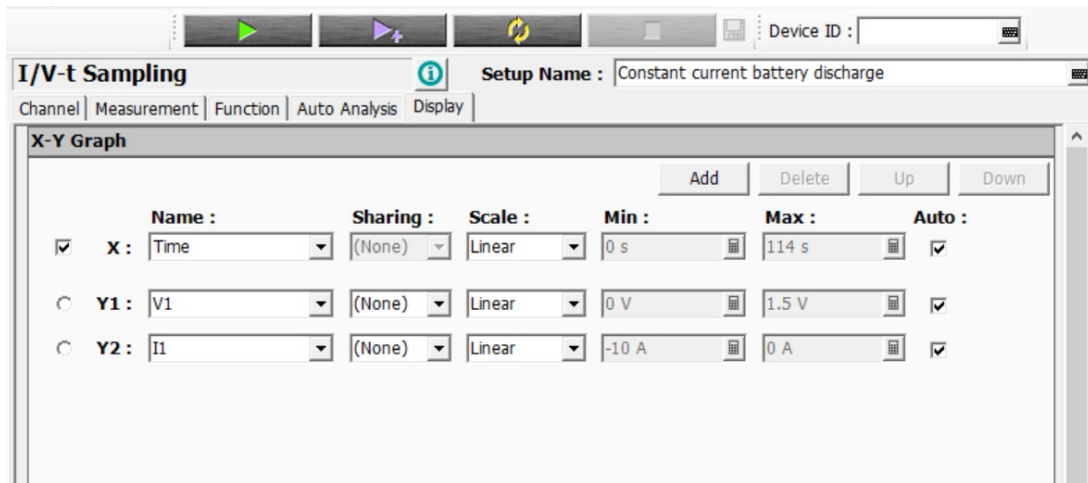 Device ID :
I/V-t Sampling Setup Name : Constant current battery discharge
Channel Measurement Function Auto Analysis Display
X-Y Graph
Add Delete Up Down
Name : Sharing : Scale : Min : Max : Auto :
X : Time (None) Linear 0 s 114 s
Y1 : V1 (None) Linear 0 V 1.5 V
Y2 : I1 (None) Linear -10 A 0 A